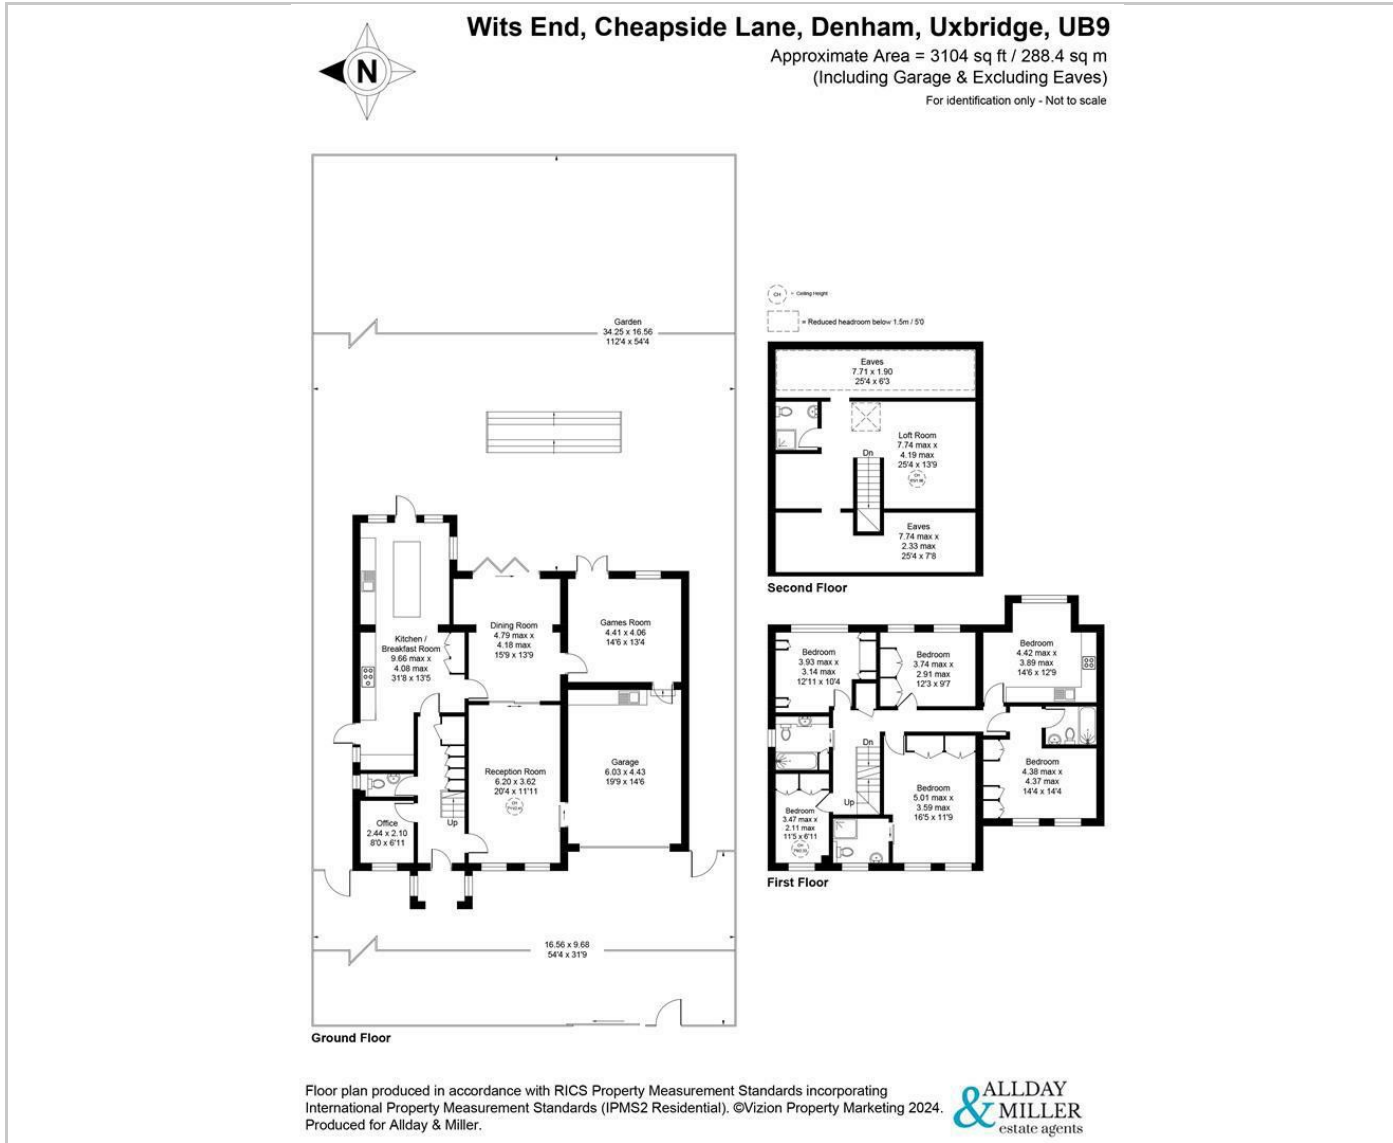 Wits End, Cheapside Lane, Denham, Uxbridge, UB9
Approximate Area = 3104 sq ft / 288.4 sq m
(Including Garage & Excluding Eaves)
For identification only - Not to scale
N
Garden
34.25 x 16.56
112'4 x 54'4
CH = Ceiling Height
= Reduced headroom below 1.5m / 5'0
Eaves
7.71 x 1.90
25'4 x 6'3
Loft Room
7.74 max x
4.19 max
25'4 x 13'9
CH
Dn
Eaves
7.74 max x
2.33 max
25'4 x 7'8
Second Floor
Kitchen /
Breakfast Room
9.66 max x
4.08 max
31'8 x 13'5
Dining Room
4.79 max x
4.18 max
15'9 x 13'9
Games Room
4.41 x 4.06
14'6 x 13'4
Reception Room
6.20 x 3.62
20'4 x 11'11
CH
Garage
6.03 x 4.43
19'9 x 14'6
Office
2.44 x 2.10
8'0 x 6'11
Up
16.56 x 9.68
54'4 x 31'9
Ground Floor
Bedroom
3.93 max x
3.14 max
12'11 x 10'4
Bedroom
3.74 max x
2.91 max
12'3 x 9'7
Bedroom
4.42 max x
3.89 max
14'6 x 12'9
Dn
Up
Bedroom
3.47 max x
2.11 max
11'5 x 6'11
CH
Bedroom
5.01 max x
3.59 max
16'5 x 11'9
Bedroom
4.38 max x
4.37 max
14'4 x 14'4
First Floor
Floor plan produced in accordance with RICS Property Measurement Standards incorporating
International Property Measurement Standards (IPMS2 Residential). ©Vizion Property Marketing 2024.
Produced for Allday & Miller.
ALLDAY
& MILLER
estate agents